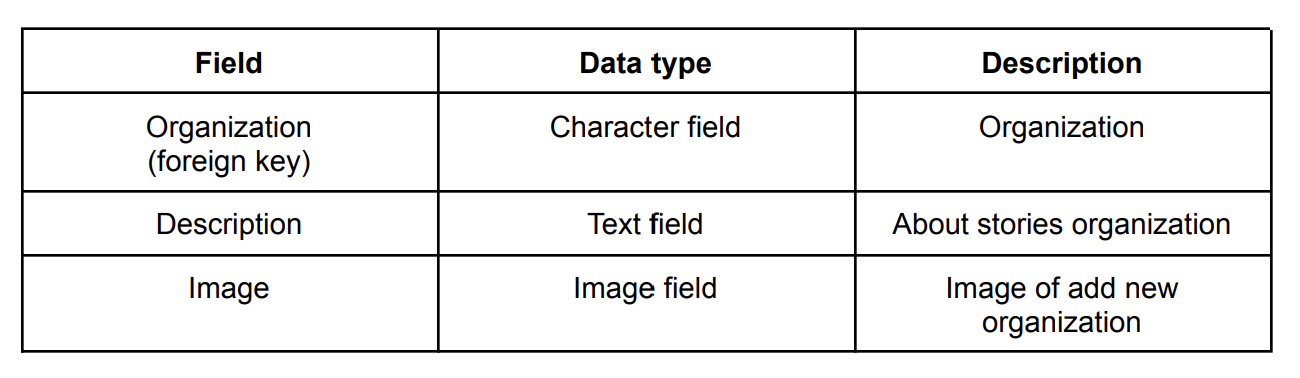 Field Data type Description
Organization Character field Organization
(foreign key)
Description Text field About stories organization
Image Image field Image of add new
organization